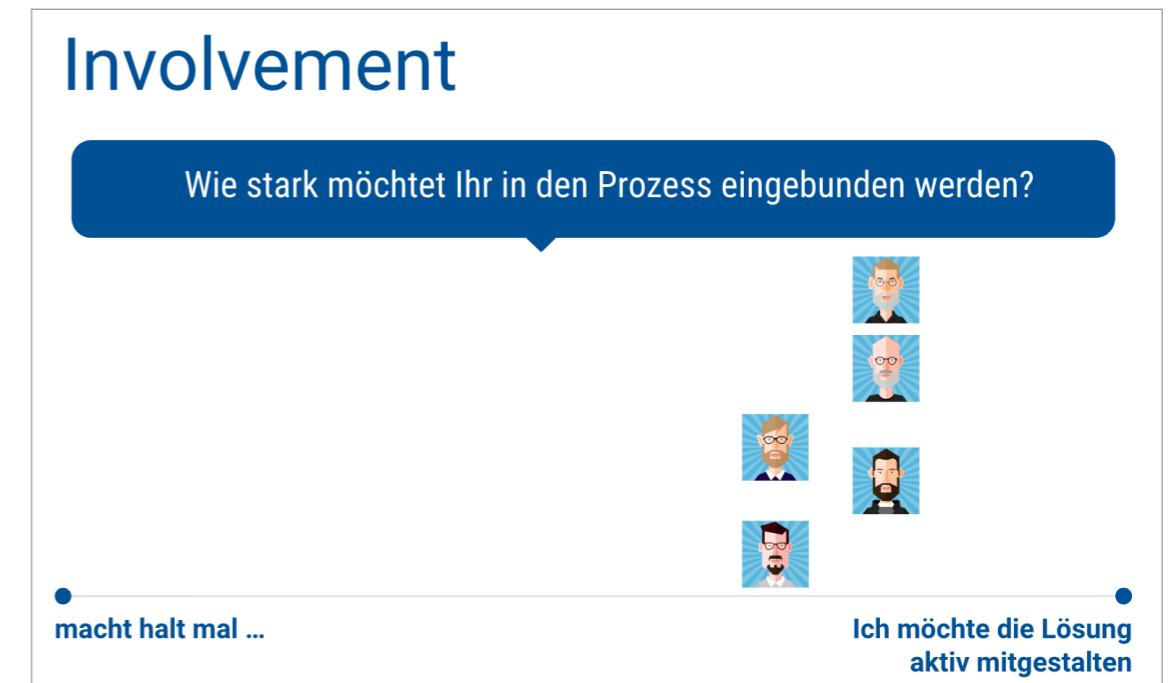 Involvement
Wie stark möchtet Ihr in den Prozess eingebunden werden?
macht halt mal ...
Ich möchte die Lösung
aktiv mitgestalten